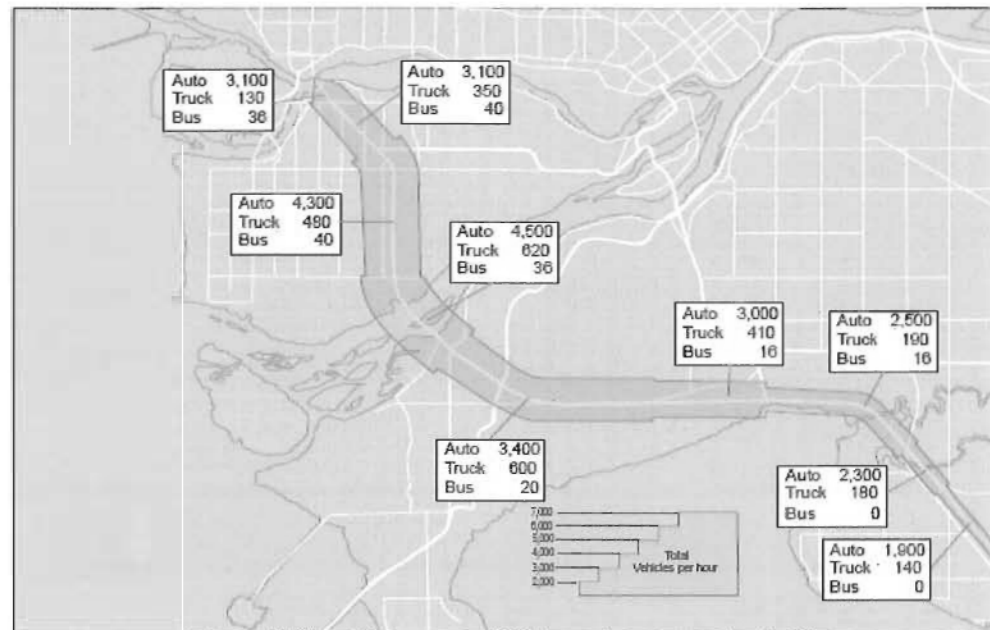 Auto 3,100
Truck 130
Bus 36
Auto 3,100
Truck 350
Bus 40
Auto 4,300
Truck 480
Bus 40
Auto 4,500
Truck 620
Bus 36
Auto 3,000
Truck 410
Bus 16
Auto 2,500
Truck 190
Bus 16
Auto 3,400
Truck 600
Bus 20
Auto 2,300
Truck 180
Bus 0
Auto 1,900
Truck 140
Bus 0
7,000
6,000
5,000
4,000
3,000
2,000
Total
Vehicles per hour